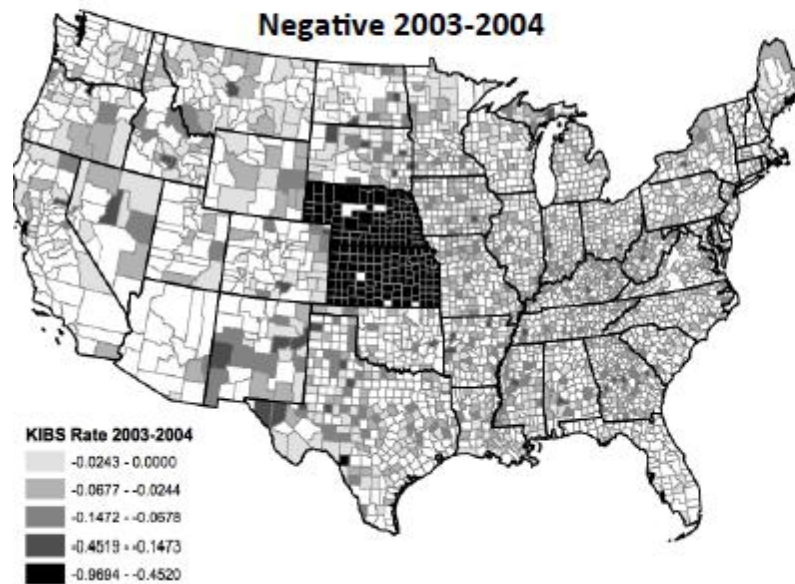 Negative 2003-2004
KIBS Rate 2003-2004
-0.0243 - 0.0000
-0.0677 - -0.0244
-0.1472 - -0.0678
-0.4519 - -0.1473
-0.9694 - -0.4520